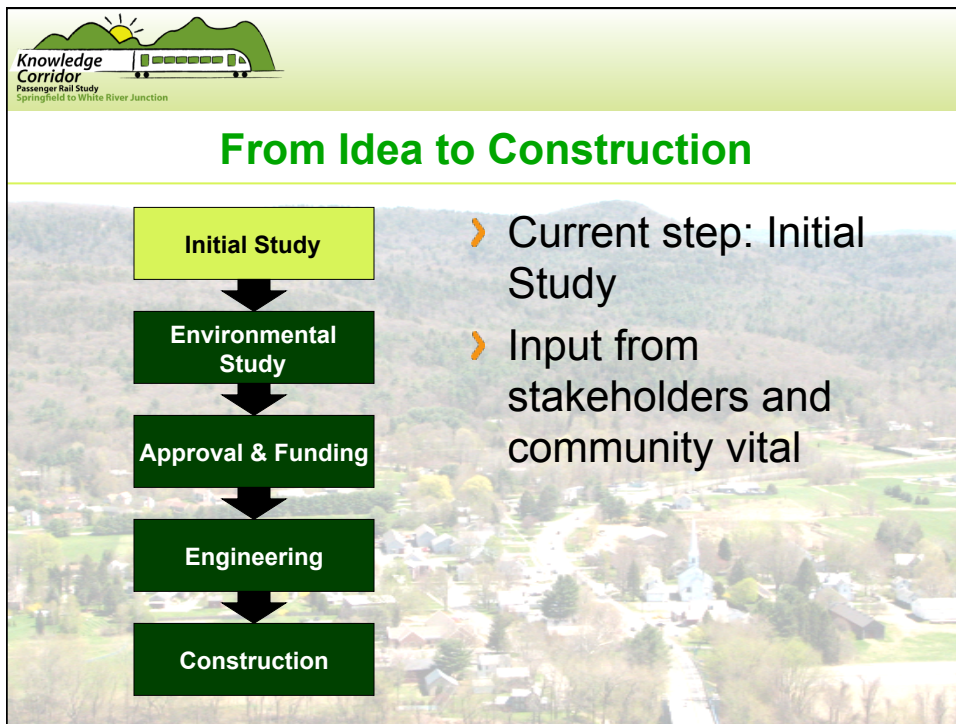 Knowledge
Corridor
Passenger Rail Study
Springfield to White River Junction
From Idea to Construction
Initial Study
Environmental
Study
Approval & Funding
Engineering
Construction
Current step: Initial
Study
Input from
stakeholders and
community vital